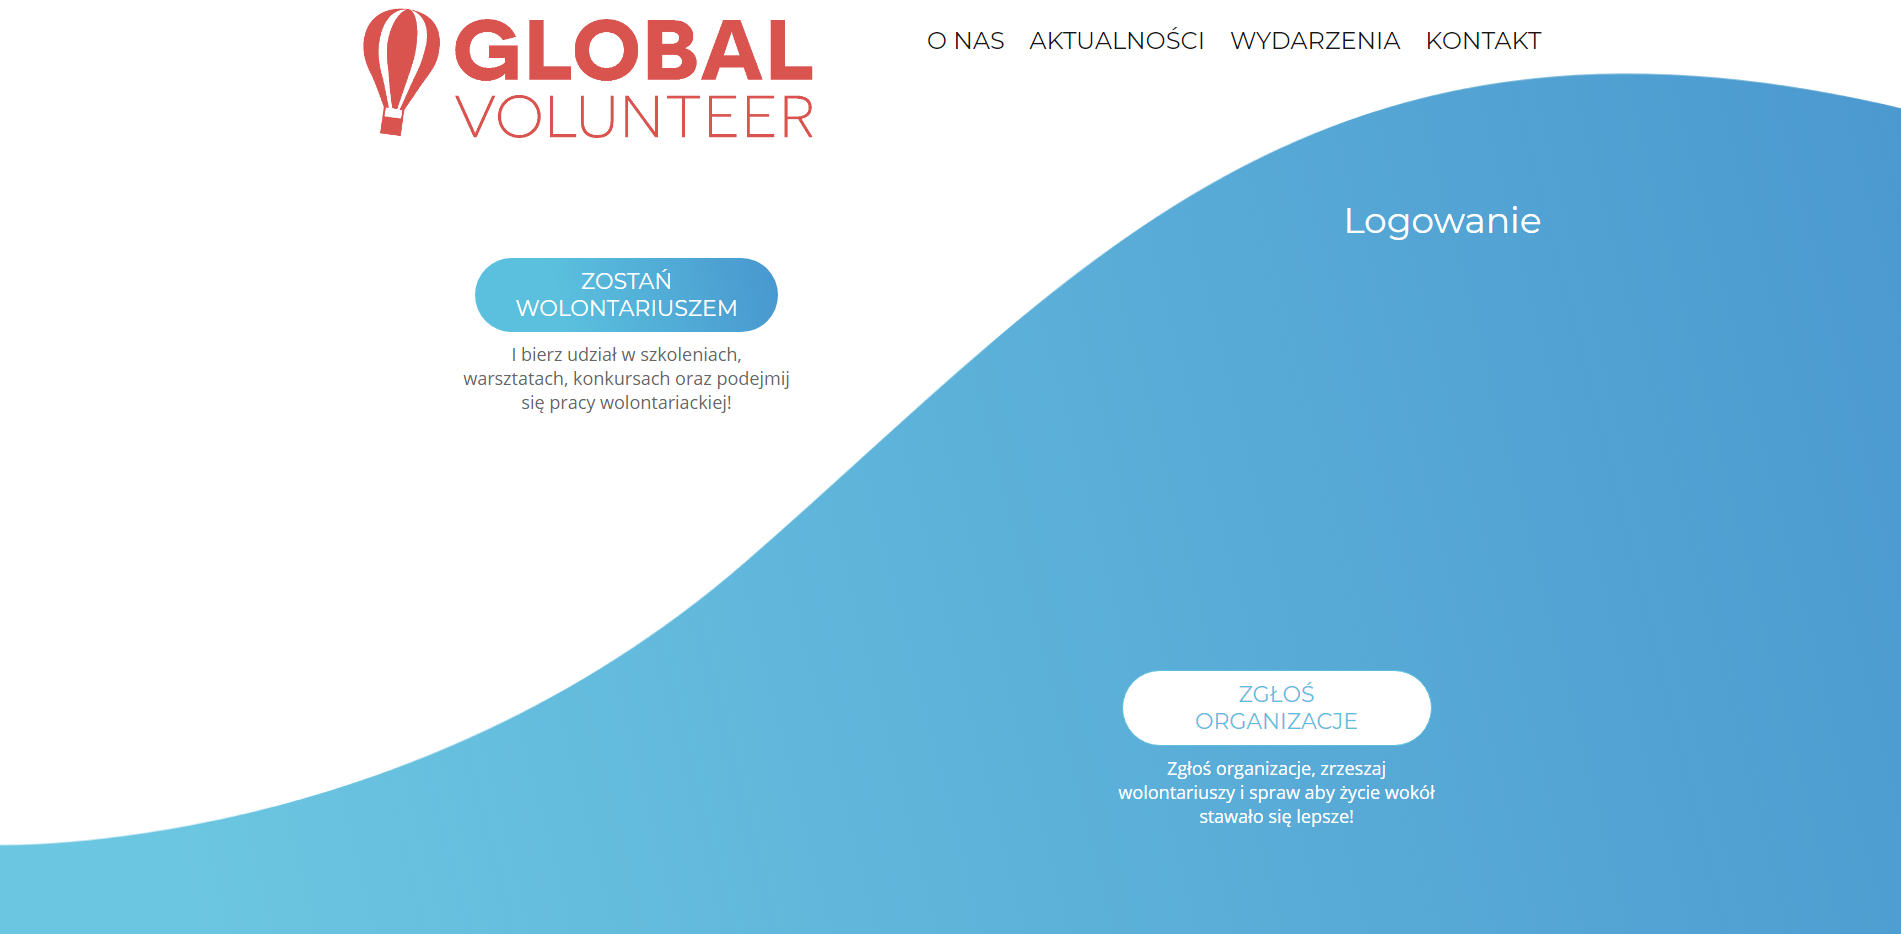 GLOBAL
VOLUNTEER
O NAS AKTUALNOŚCI WYDARZENIA KONTAKT
Logowanie
ZOSTAŃ
WOLONTARIUSZEM
I bierz udział w szkoleniach,
warsztatach, konkursach oraz podejmij
się pracy wolontariackiej!
ZGŁOŚ
ORGANIZACJE
Zgłoś organizacje, zrzeszaj
wolontariuszy i spraw aby życie wokół
stawało się lepsze!